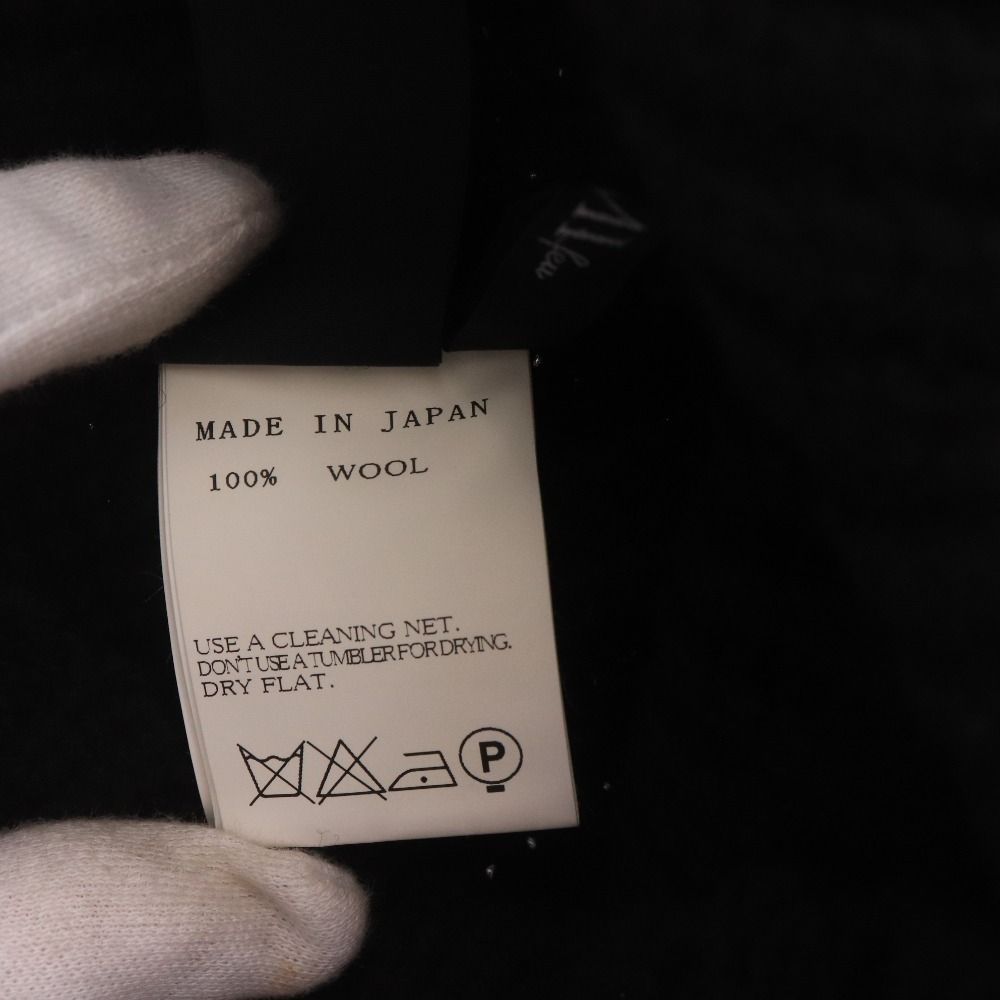 MADE IN JAPAN
100% WOOL
USE A CLEANING NET.
DON'T USE A TUMBLER FOR DRYING.
DRY FLAT.
P